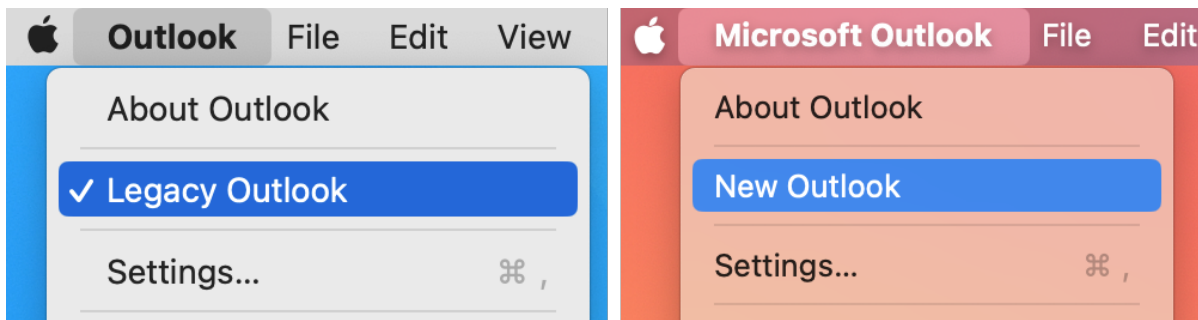 Outlook File Edit View
About Outlook
✓ Legacy Outlook
Settings... ⌘ ,
Microsoft Outlook File Edit
About Outlook
New Outlook
Settings... ⌘ ,